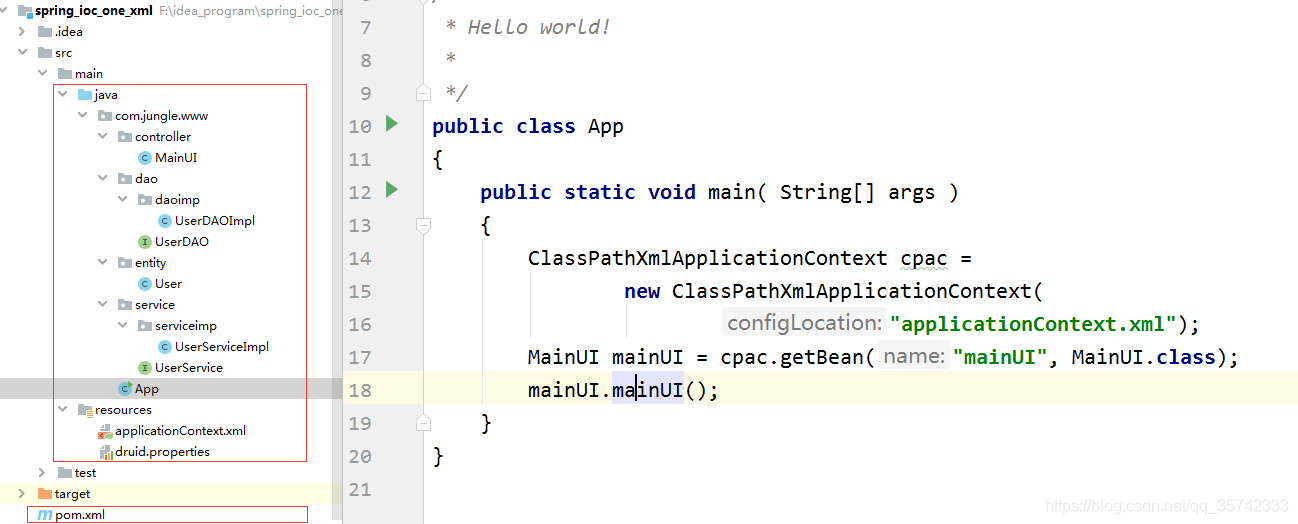 spring_ioc_one_xml F:\idea_program\spring_ioc_one
.idea
src
main
java
com.jungle.www
controller
MainUI
dao
daoimp
UserDAOImpl
UserDAO
entity
User
service
serviceimp
UserServiceImpl
UserService
App
resources
applicationContext.xml
druid.properties
test
target
pom.xml
7 * Hello world!
8 *
9 */
10 public class App
11 {
12 public static void main( String[] args )
13 {
14 ClassPathXmlApplicationContext cpac =
15 new ClassPathXmlApplicationContext(
16 configLocation: "applicationContext.xml");
17 MainUI mainUI = cpac.getBean( name: "mainUI", MainUI.class);
18 mainUI.mainUI();
19 }
20 }
21
https://blog.csdn.net/qq_35742333